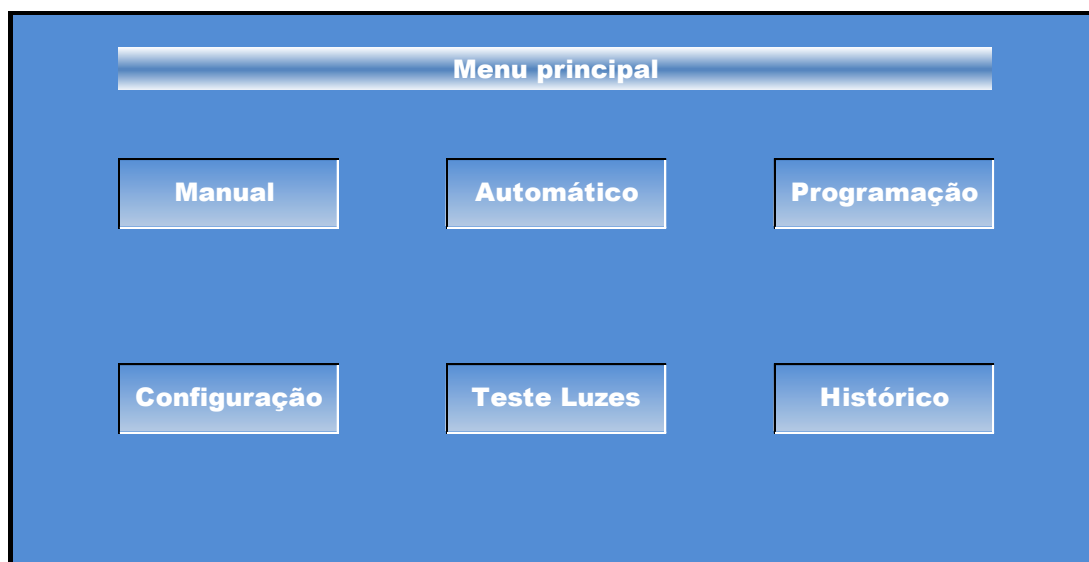 Menu principal
Manual
Automático
Programação
Configuração
Teste Luzes
Histórico